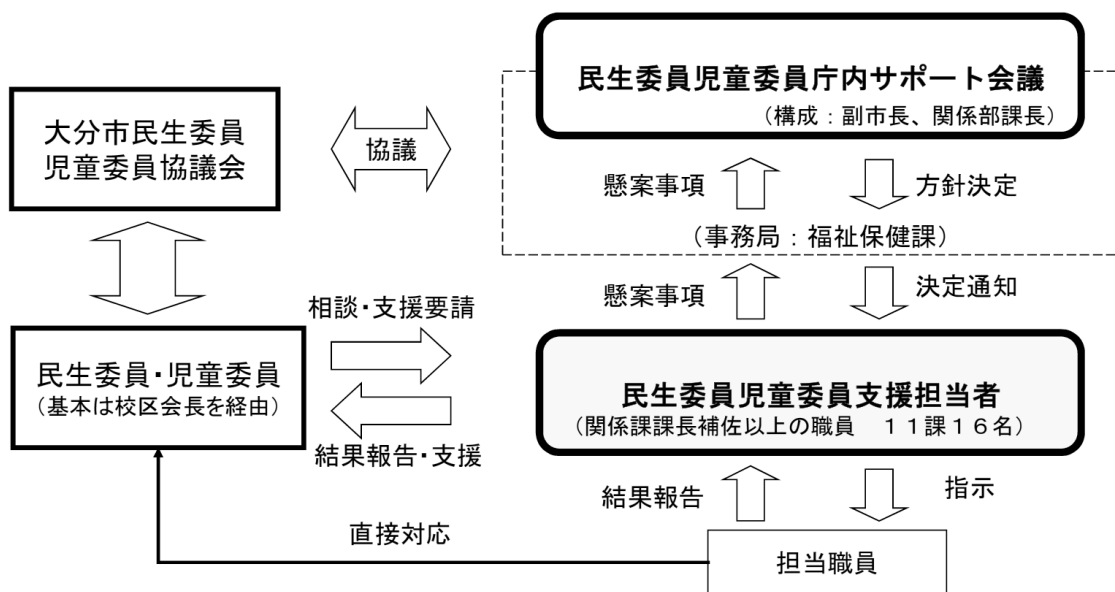 民生委員児童委員庁内サポート会議
（構成：副市長、関係部課長）
大分市民生委員
児童委員協議会
協議
懸案事項
方針決定
（事務局：福祉保健課）
懸案事項
決定通知
相談・支援要請
民生委員・児童委員
（基本は校区会長を経由）
民生委員児童委員支援担当者
（関係課課長補佐以上の職員　１１課１６名）
結果報告・支援
結果報告
指示
直接対応
担当職員